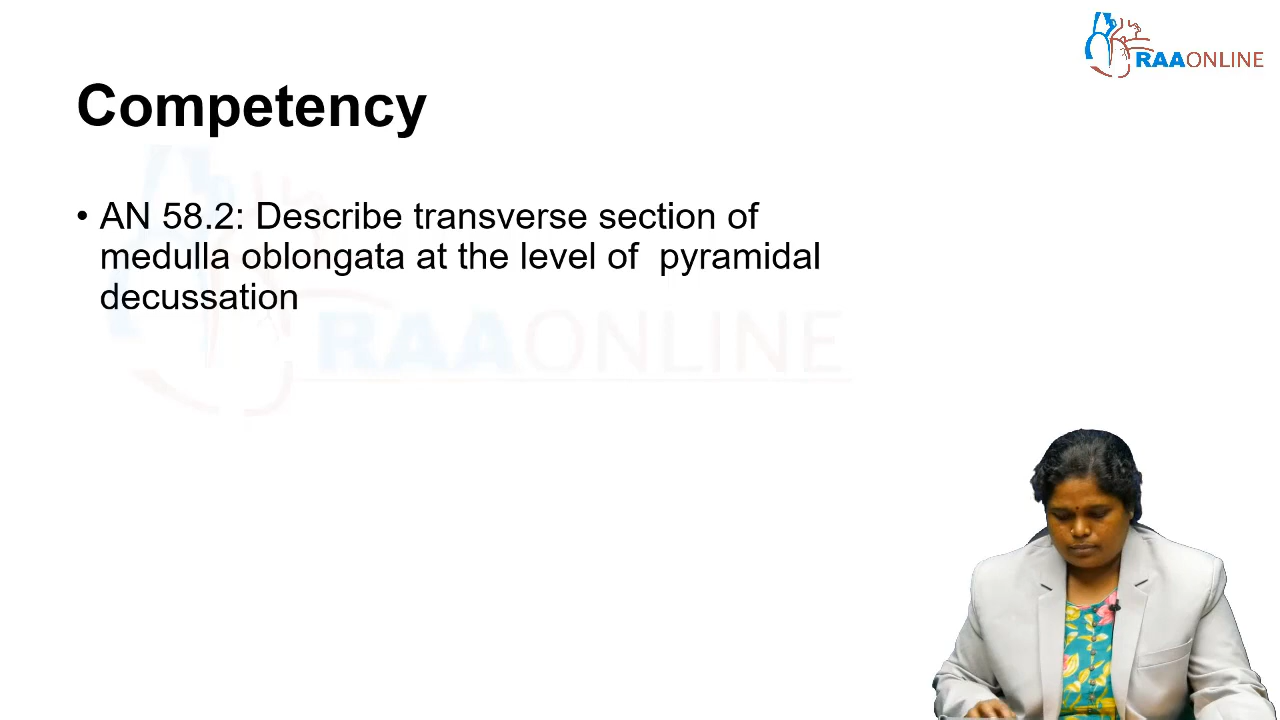 RAAONLINE
Competency
• AN 58.2: Describe transverse section of
medulla oblongata at the level of  pyramidal
decussation
RAAONLINE